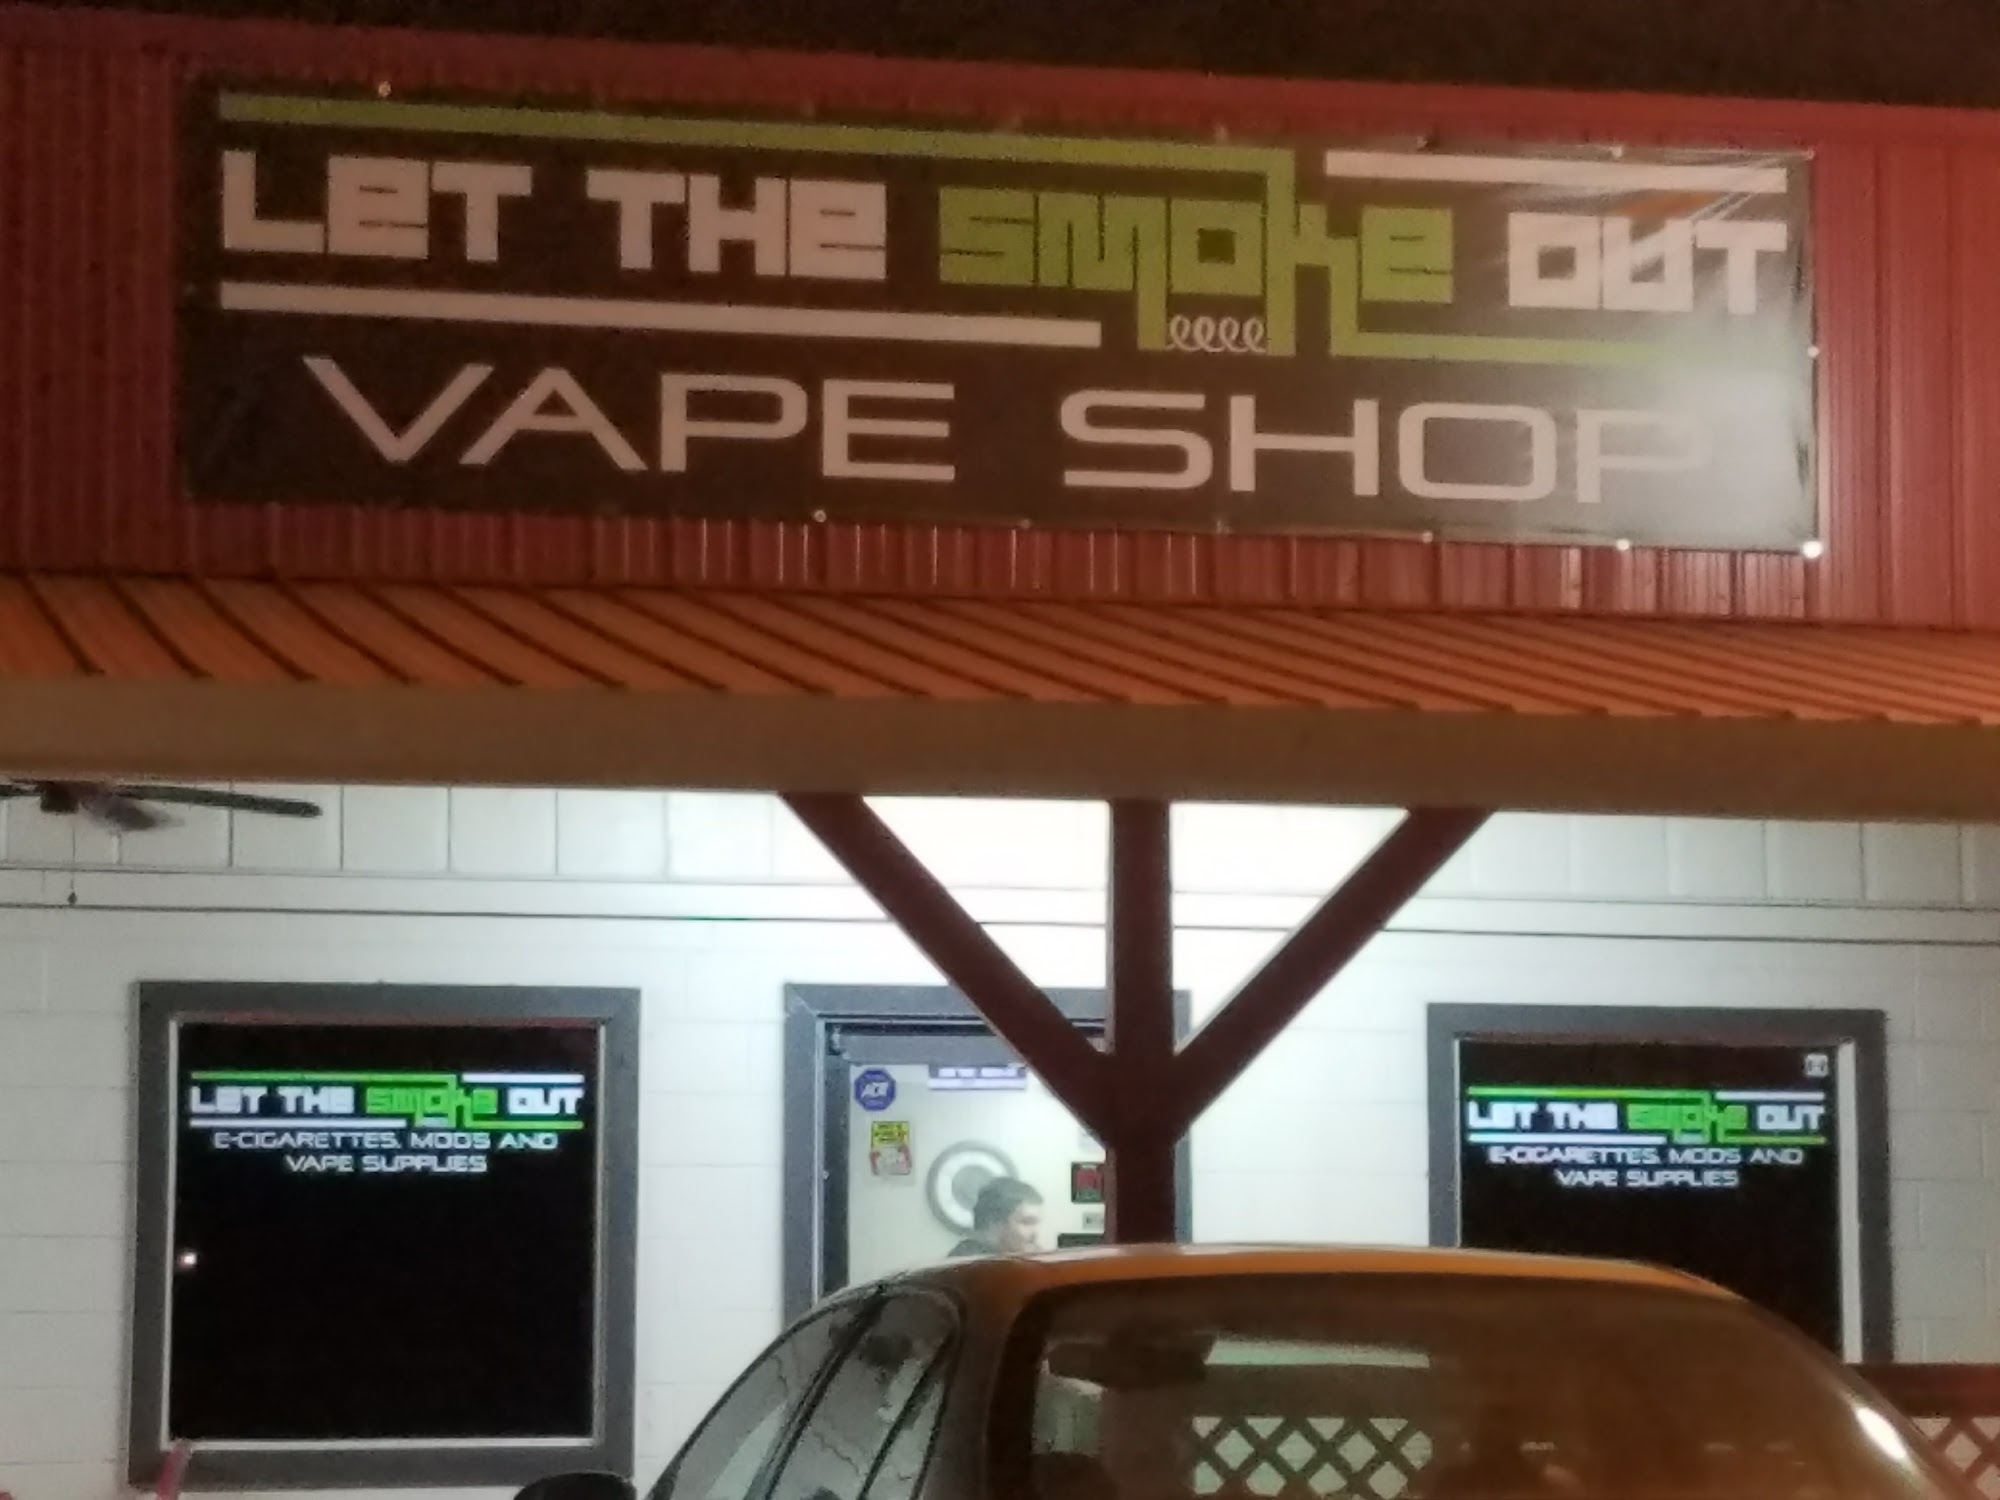 LET THE SMOKE OUT
VAPE SHOP
LET THE SMOKE OUT
E-CIGARETTES, MODS AND
VAPE SUPPLIES
ADT
LET THE SMOKE OUT
E-CIGARETTES, MODS AND
VAPE SUPPLIES